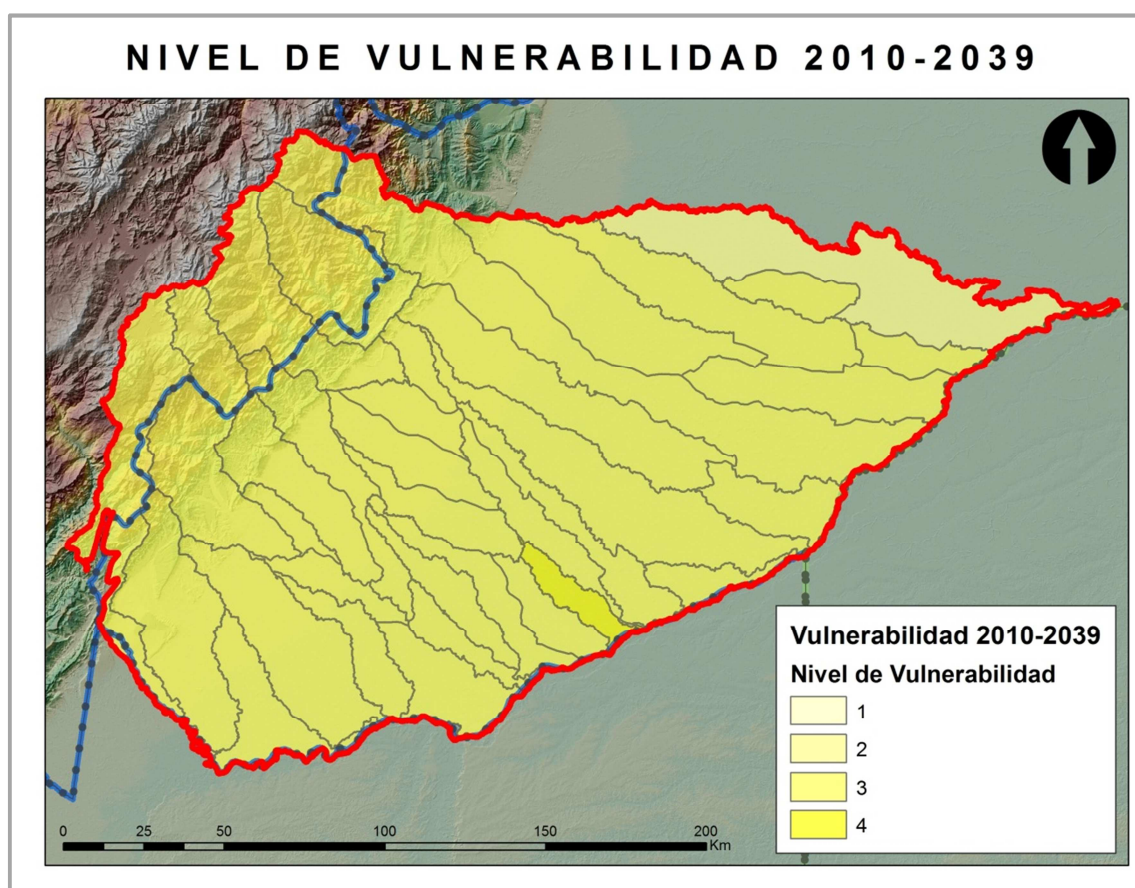 NIVEL DE VULNERABILIDAD 2010-2039
Vulnerabilidad 2010-2039
Nivel de Vulnerabilidad
1
2
3
4
0 25 50 100 150 200
Km